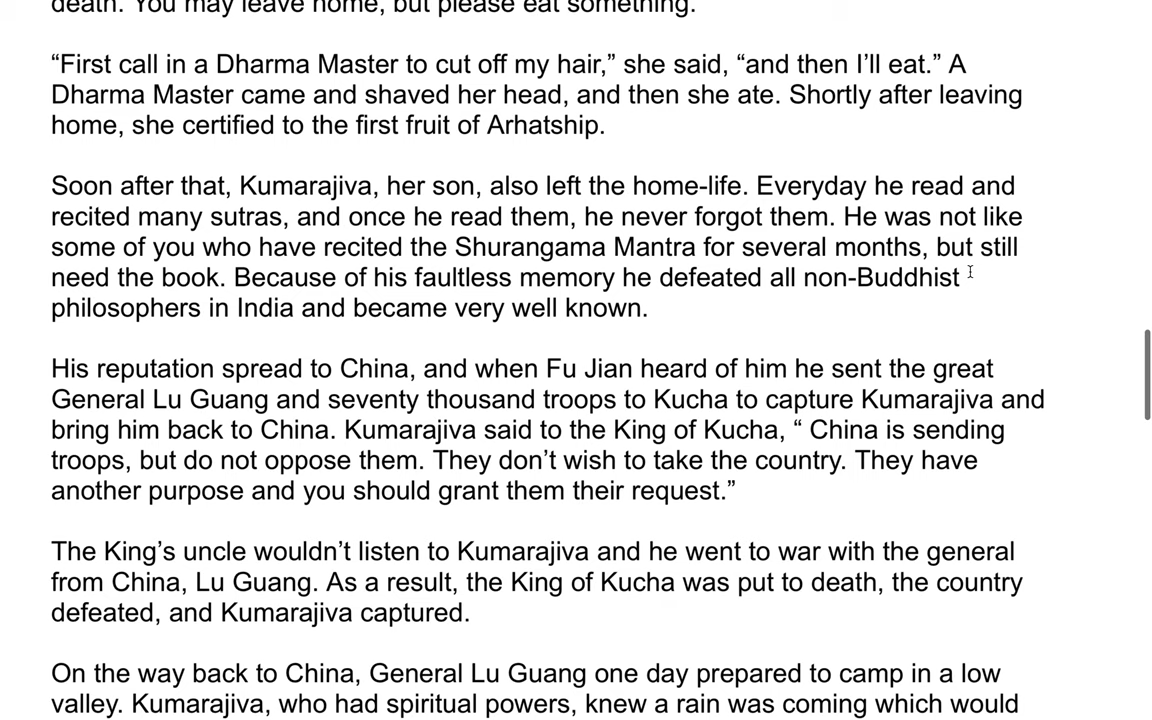 death. You may leave home, but please eat something.
“First call in a Dharma Master to cut off my hair,” she said, “and then I’ll eat.” A
Dharma Master came and shaved her head, and then she ate. Shortly after leaving
home, she certified to the first fruit of Arhatship.
Soon after that, Kumarajiva, her son, also left the home-life. Everyday he read and
recited many sutras, and once he read them, he never forgot them. He was not like
some of you who have recited the Shurangama Mantra for several months, but still
need the book. Because of his faultless memory he defeated all non-Buddhist
philosophers in India and became very well known.
His reputation spread to China, and when Fu Jian heard of him he sent the great
General Lu Guang and seventy thousand troops to Kucha to capture Kumarajiva and
bring him back to China. Kumarajiva said to the King of Kucha, “ China is sending
troops, but do not oppose them. They don’t wish to take the country. They have
another purpose and you should grant them their request.”
The King’s uncle wouldn’t listen to Kumarajiva and he went to war with the general
from China, Lu Guang. As a result, the King of Kucha was put to death, the country
defeated, and Kumarajiva captured.
On the way back to China, General Lu Guang one day prepared to camp in a low
valley. Kumarajiva, who had spiritual powers, knew a rain was coming which would